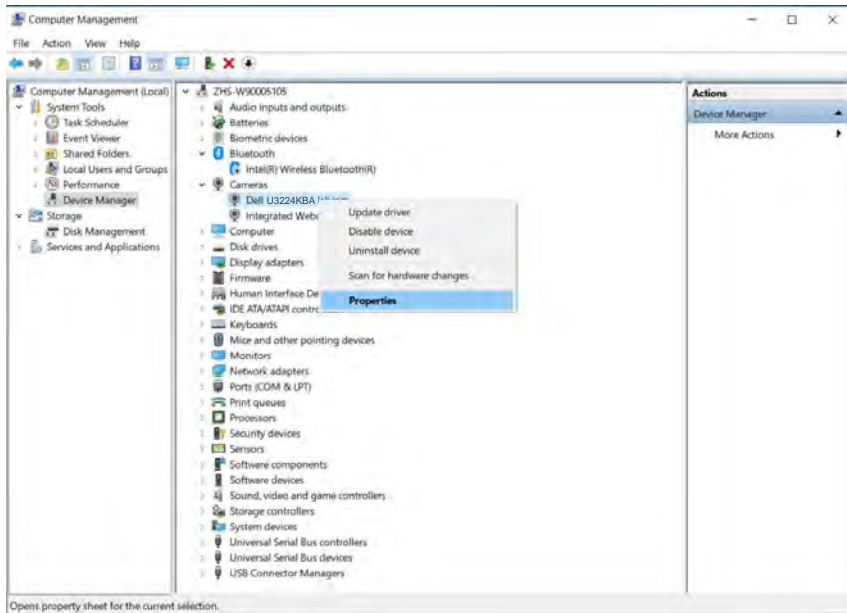 Computer Management
File Action View Help
Computer Management (Local)
System Tools
Task Scheduler
Event Viewer
Shared Folders
Local Users and Groups
Performance
Device Manager
Storage
Disk Management
Services and Applications
ZHS-W90005105
Audio inputs and outputs
Batteries
Biometric devices
Bluetooth
Intel(R) Wireless Bluetooth(R)
Cameras
Dell U3224KBA
Integrated
Computer
Disk drives
Display adapters
Firmware
Human Interface De
IDE ATA/ATAPI contro
Keyboards
Mice and other pointing devices
Monitors
Network adapters
Ports (COM & LPT)
Print queues
Processors
Security devices
Sensors
Software components
Software devices
Sound, video and game controllers
Storage controllers
System devices
Universal Serial Bus controllers
Universal Serial Bus devices
USB Connector Managers
Update driver
Disable device
Uninstall device
Scan for hardware changes
Properties
Actions
Device Manager
More Actions
Opens property sheet for the current selection.